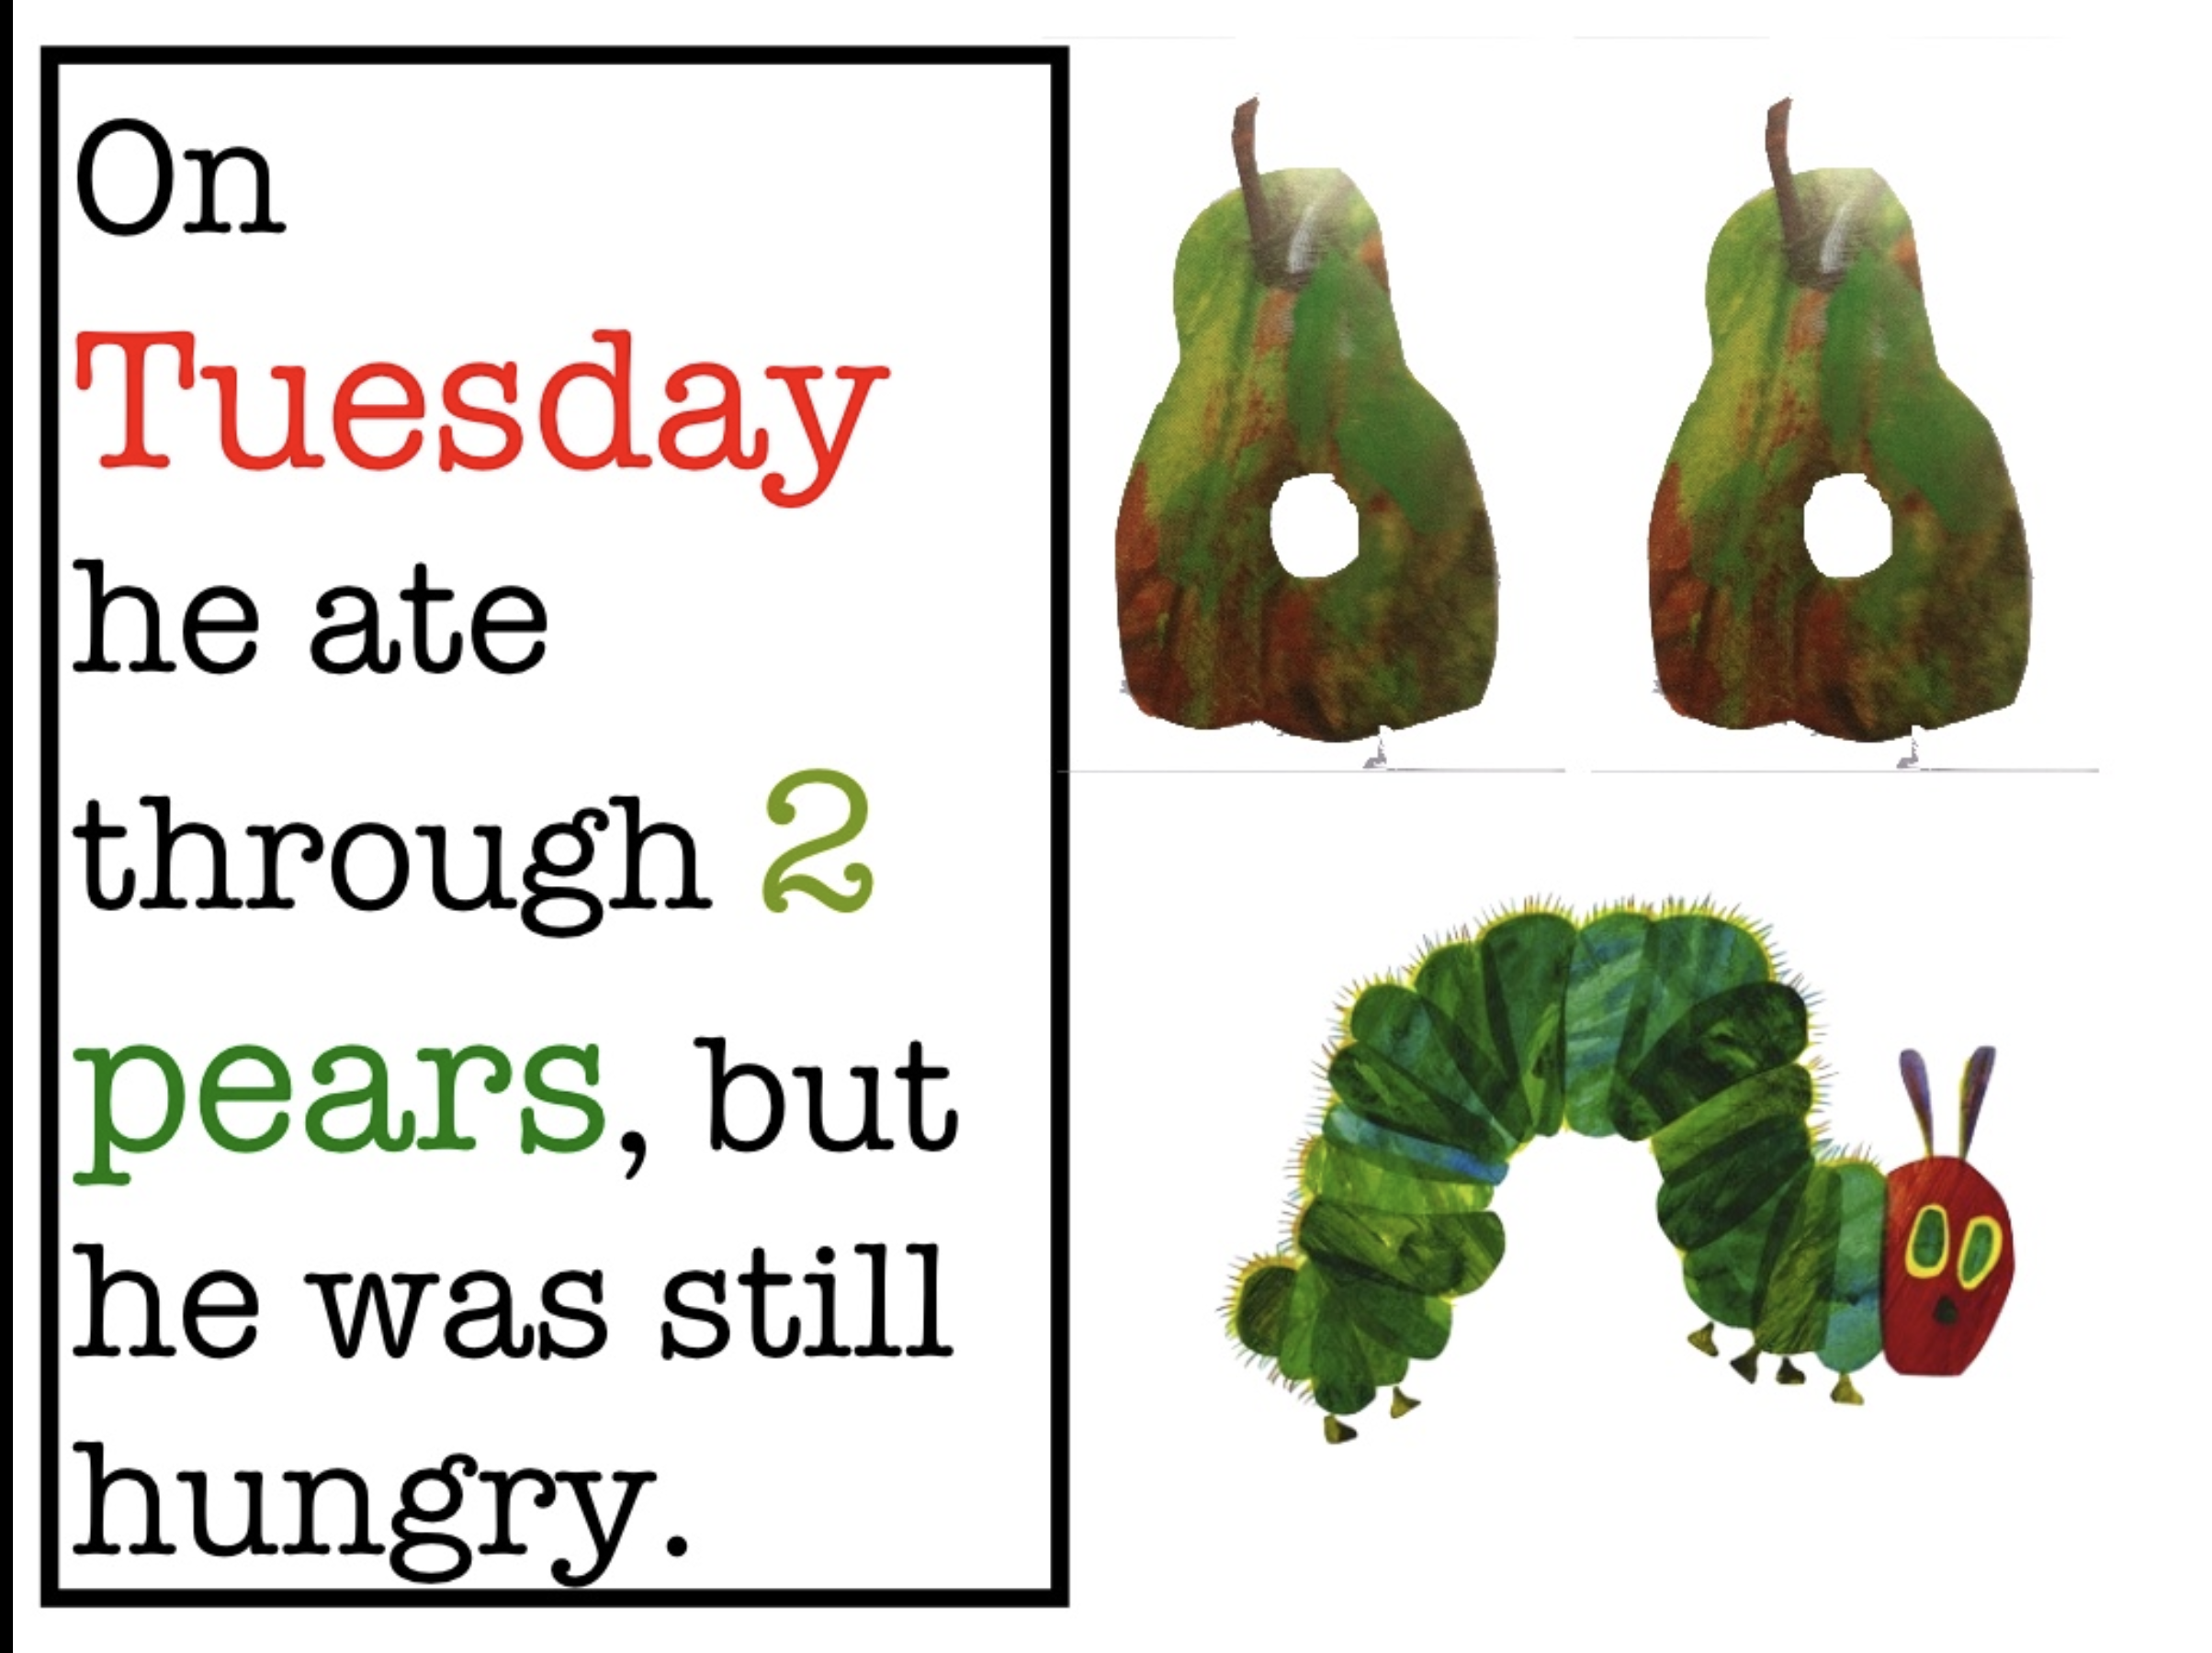 On
Tuesday
he ate
through 2
pears, but
he was still
hungry.